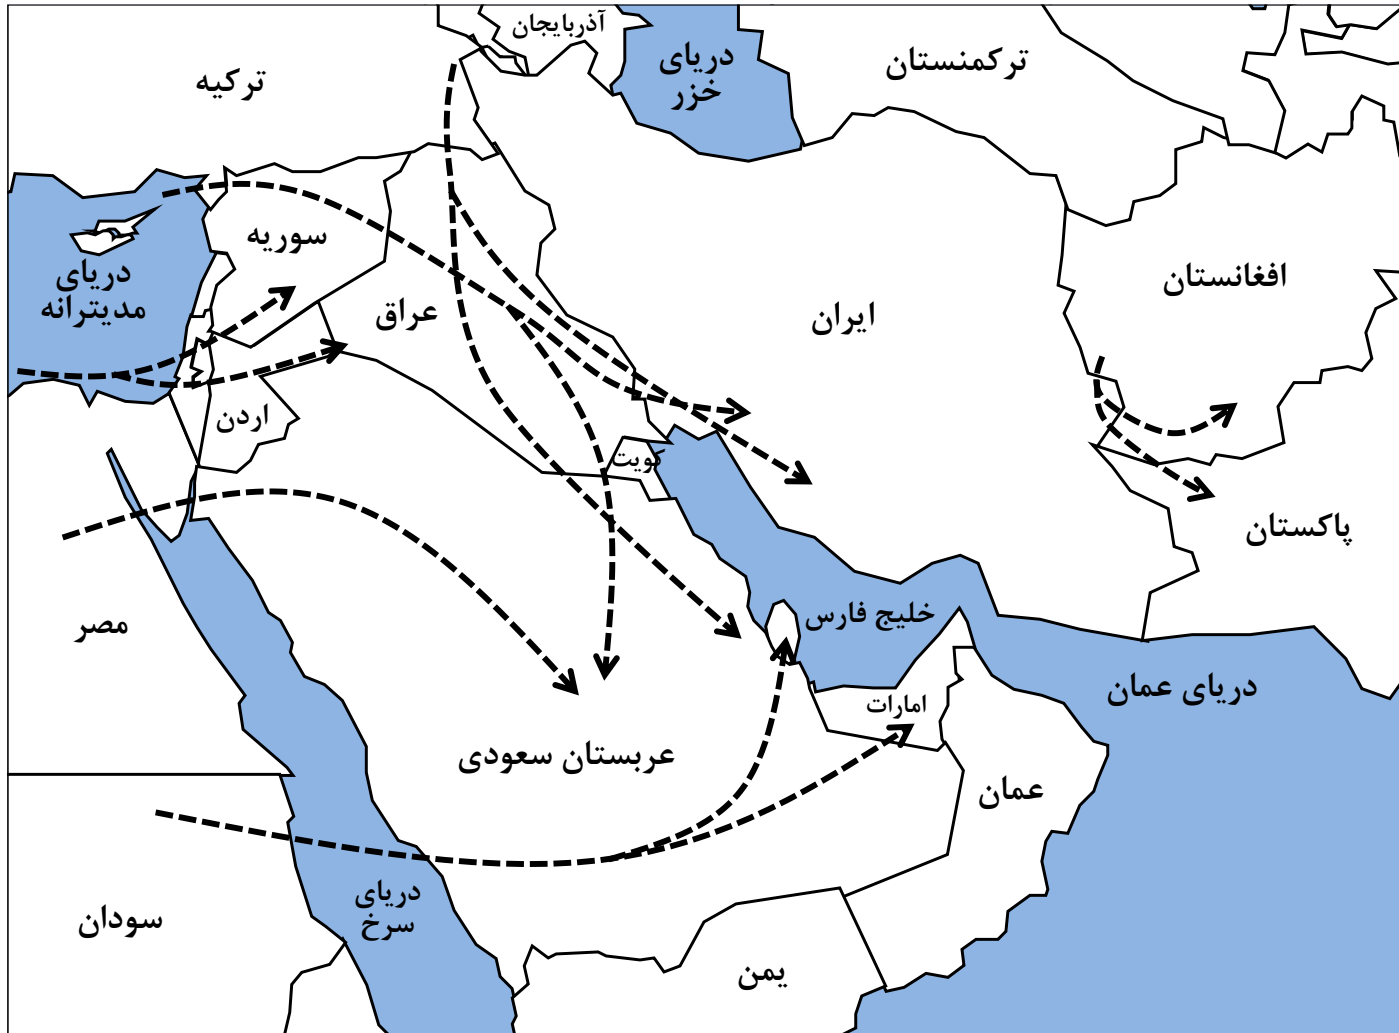 آذربایجان
ترکیه
دریای
خزر
ترکمنستان
سوریه
دریای
مدیترانه
عراق
ایران
افغانستان
اردن
کویت
پاکستان
مصر
خلیج فارس
دریای عمان
امارات
عربستان سعودی
عمان
دریای
سرخ
سودان
یمن